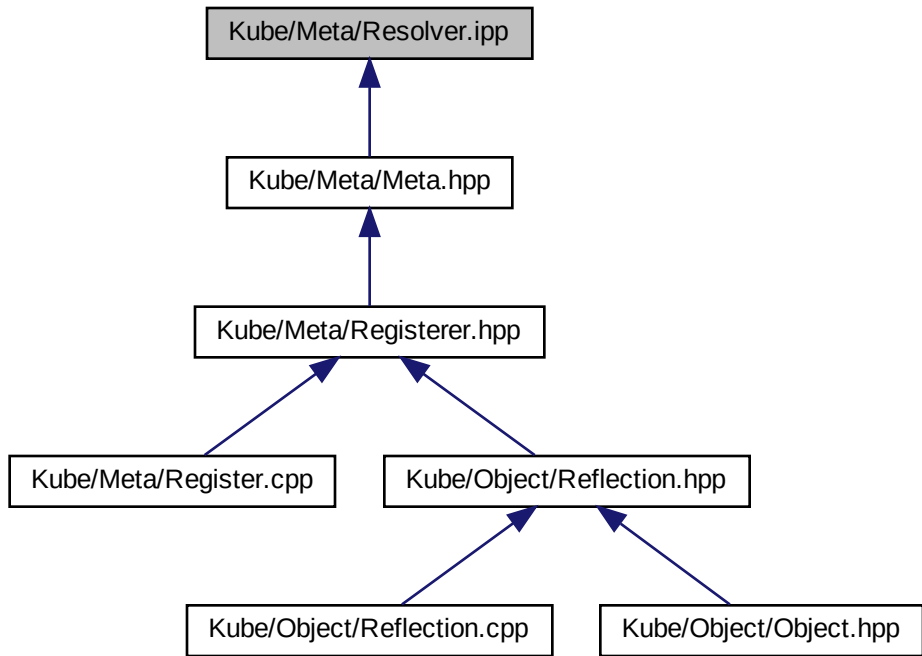 Kube/Meta/Resolver.ipp
Kube/Meta/Meta.hpp
Kube/Meta/Registerer.hpp
Kube/Meta/Register.cpp
Kube/Object/Reflection.hpp
Kube/Object/Reflection.cpp
Kube/Object/Object.hpp